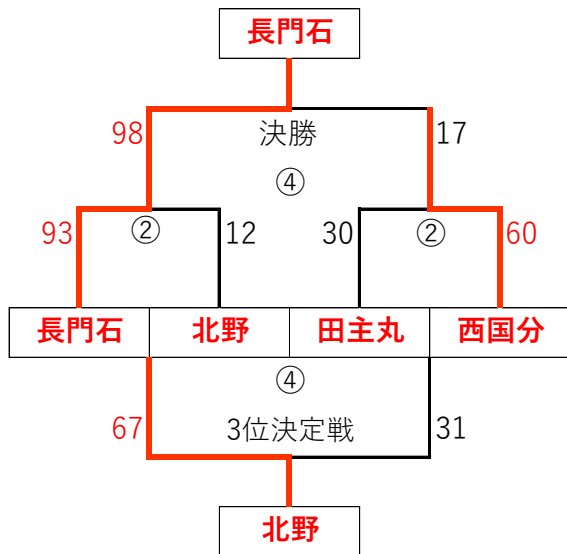 長門石
98 決勝 17
④
93 ② 12 30 ② 60
長門石 北野 田主丸 西国分
④
67 3位決定戦 31
北野